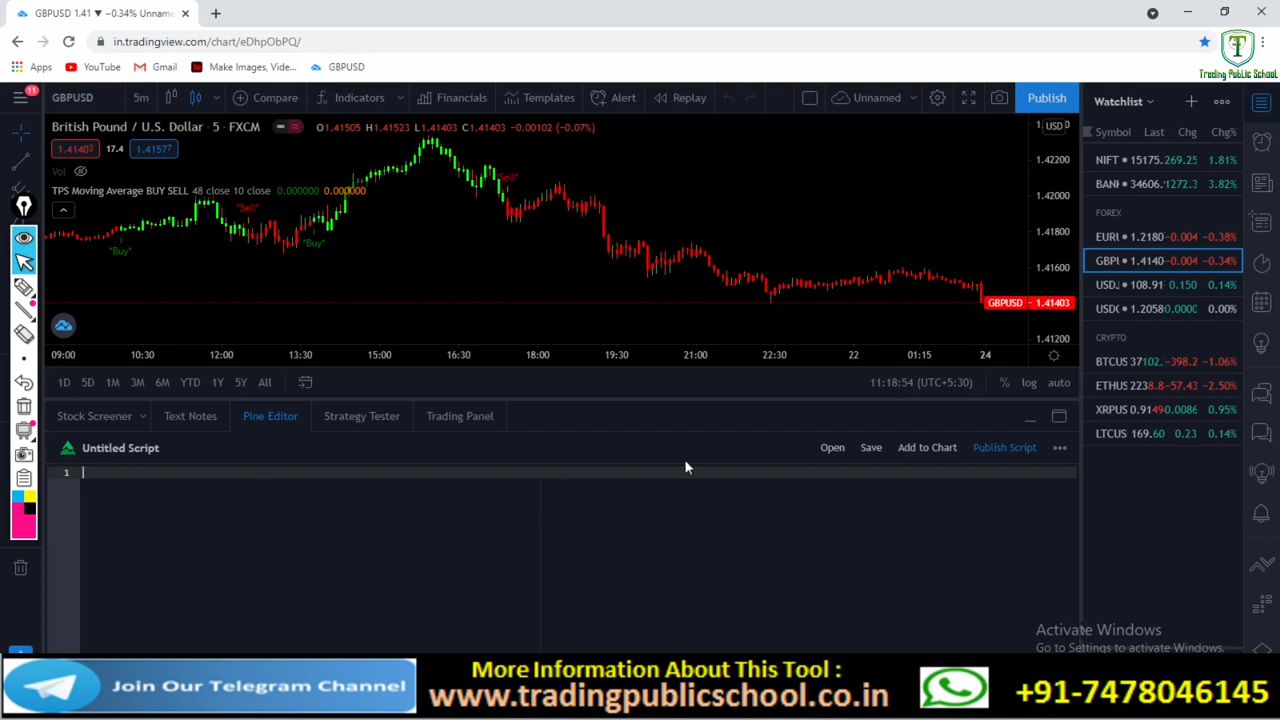 GBPUSD 1.41 ▼ −0.34% Unname
in.tradingview.com/chart/eDhpObPQ/
Apps YouTube Gmail Make Images, Vide... GBPUSD
Trading Public School
11
GBPUSD 5m Compare Indicators Financials Templates Alert Replay Unnamed Publish
Watchlist
British Pound / U.S. Dollar · 5 · FXCM O1.41505 H1.41523 L1.41403 C1.41403 −0.00102 (−0.07%)
USD
1.41403 17.4 1.41577
Vol
TPS Moving Average BUY SELL 48 close 10 close 0.000000 0.000000
"Sell"
"Sell"
"Buy"
"Buy"
1.42200
1.42000
1.41800
1.41600
GBPUSD 1.41403
1.41200
09:00 10:30 12:00 13:30 15:00 16:30 18:00 19:30 21:00 22:30 22 01:15 24
1D 5D 1M 3M 6M YTD 1Y 5Y All 11:18:54 (UTC+5:30) % log auto
Symbol Last Chg Chg%
NIFT 15175. 269.25 1.81%
BANI 34606. 1272.3 3.82%
FOREX
EURU 1.2180 −0.004 −0.38%
GBPU 1.4140 −0.004 −0.34%
USDJ 108.91 0.150 0.14%
USDC 1.2058 0.0000 0.00%
CRYPTO
BTCUS 37102. −398.2 −1.06%
ETHUS 2238.8 −57.43 −2.50%
XRPUS 0.9149 0.0086 0.95%
LTCUS 169.60 0.23 0.14%
Stock Screener Text Notes Pine Editor Strategy Tester Trading Panel
Untitled Script Open Save Add to Chart Publish Script
1
Activate Windows
Go to Settings to activate Windows.
Join Our Telegram Channel
More Information About This Tool :
www.tradingpublicschool.co.in
+91-7478046145